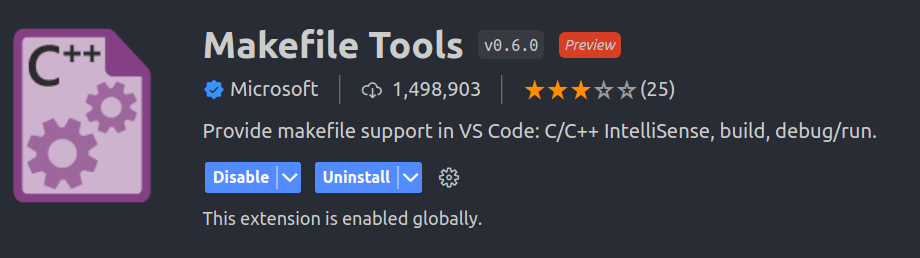 C++
Makefile Tools v0.6.0 Preview
Microsoft 1,498,903 (25)
Provide makefile support in VS Code: C/C++ IntelliSense, build, debug/run.
Disable Uninstall
This extension is enabled globally.